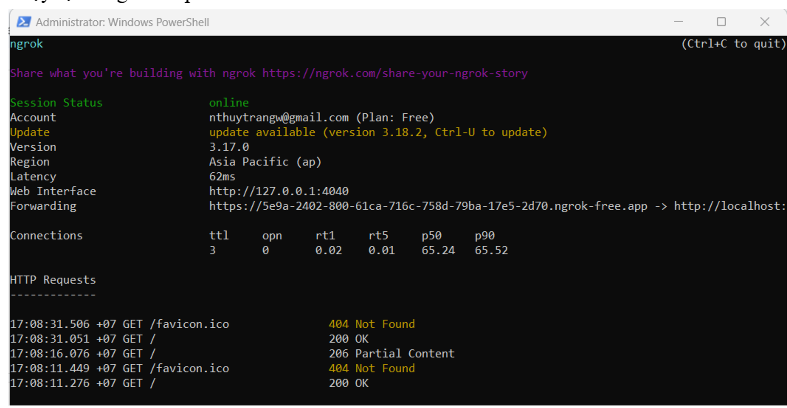 Administrator: Windows PowerShell
ngrok (Ctrl+C to quit)
Share what you're building with ngrok https://ngrok.com/share-your-ngrok-story
Session Status online
Account nthuytrangw@gmail.com (Plan: Free)
Update update available (version 3.18.2, Ctrl-U to update)
Version 3.17.0
Region Asia Pacific (ap)
Latency 62ms
Web Interface http://127.0.0.1:4040
Forwarding https://5e9a-2402-800-61ca-716c-758d-79ba-17e5-2d70.ngrok-free.app -> http://localhost:
Connections ttl opn rt1 rt5 p50 p90
3 0 0.02 0.01 65.24 65.52
HTTP Requests
-------------
17:08:31.506 +07 GET /favicon.ico 404 Not Found
17:08:31.051 +07 GET / 200 OK
17:08:16.076 +07 GET / 206 Partial Content
17:08:11.449 +07 GET /favicon.ico 404 Not Found
17:08:11.276 +07 GET / 200 OK